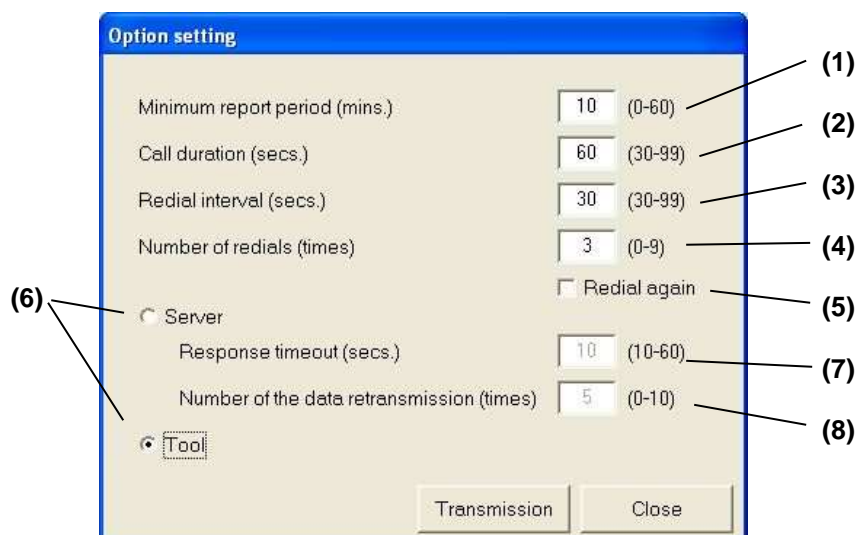 Option setting
(1)
Minimum report period (mins.) 10 (0-60)
(2)
Call duration (secs.) 60 (30-99)
(3)
Redial interval (secs.) 30 (30-99)
Number of redials (times) 3 (0-9) (4)
Redial again
(5)
(6)
Server
Response timeout (secs.) 10 (10-60)
(7)
Number of the data retransmission (times) 5 (0-10)
(8)
Tool
Transmission Close